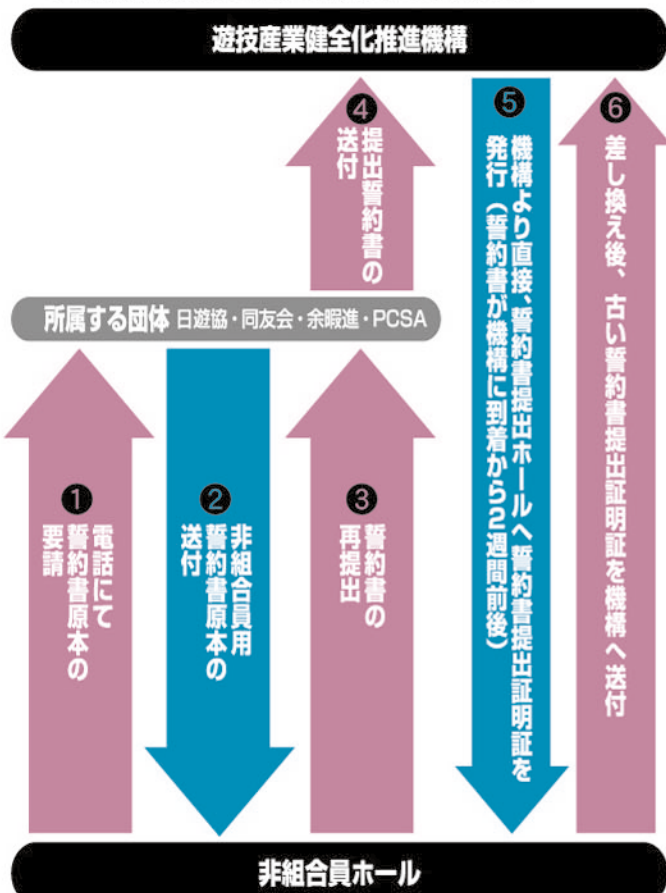 遊技産業健全化推進機構
❹
提出誓約書の
送付
❺
機構より直接、誓約書提出ホールへ誓約書提出証明証を
発行（誓約書が機構に到着から2週間前後）
❻
差し換え後、古い誓約書提出証明証を機構へ送付
所属する団体 日遊協・同友会・余暇進・PCSA
❶
電話にて
誓約書原本の
要請
❷
非組合員用
誓約書原本の
送付
❸
誓約書の
再提出
非組合員ホール